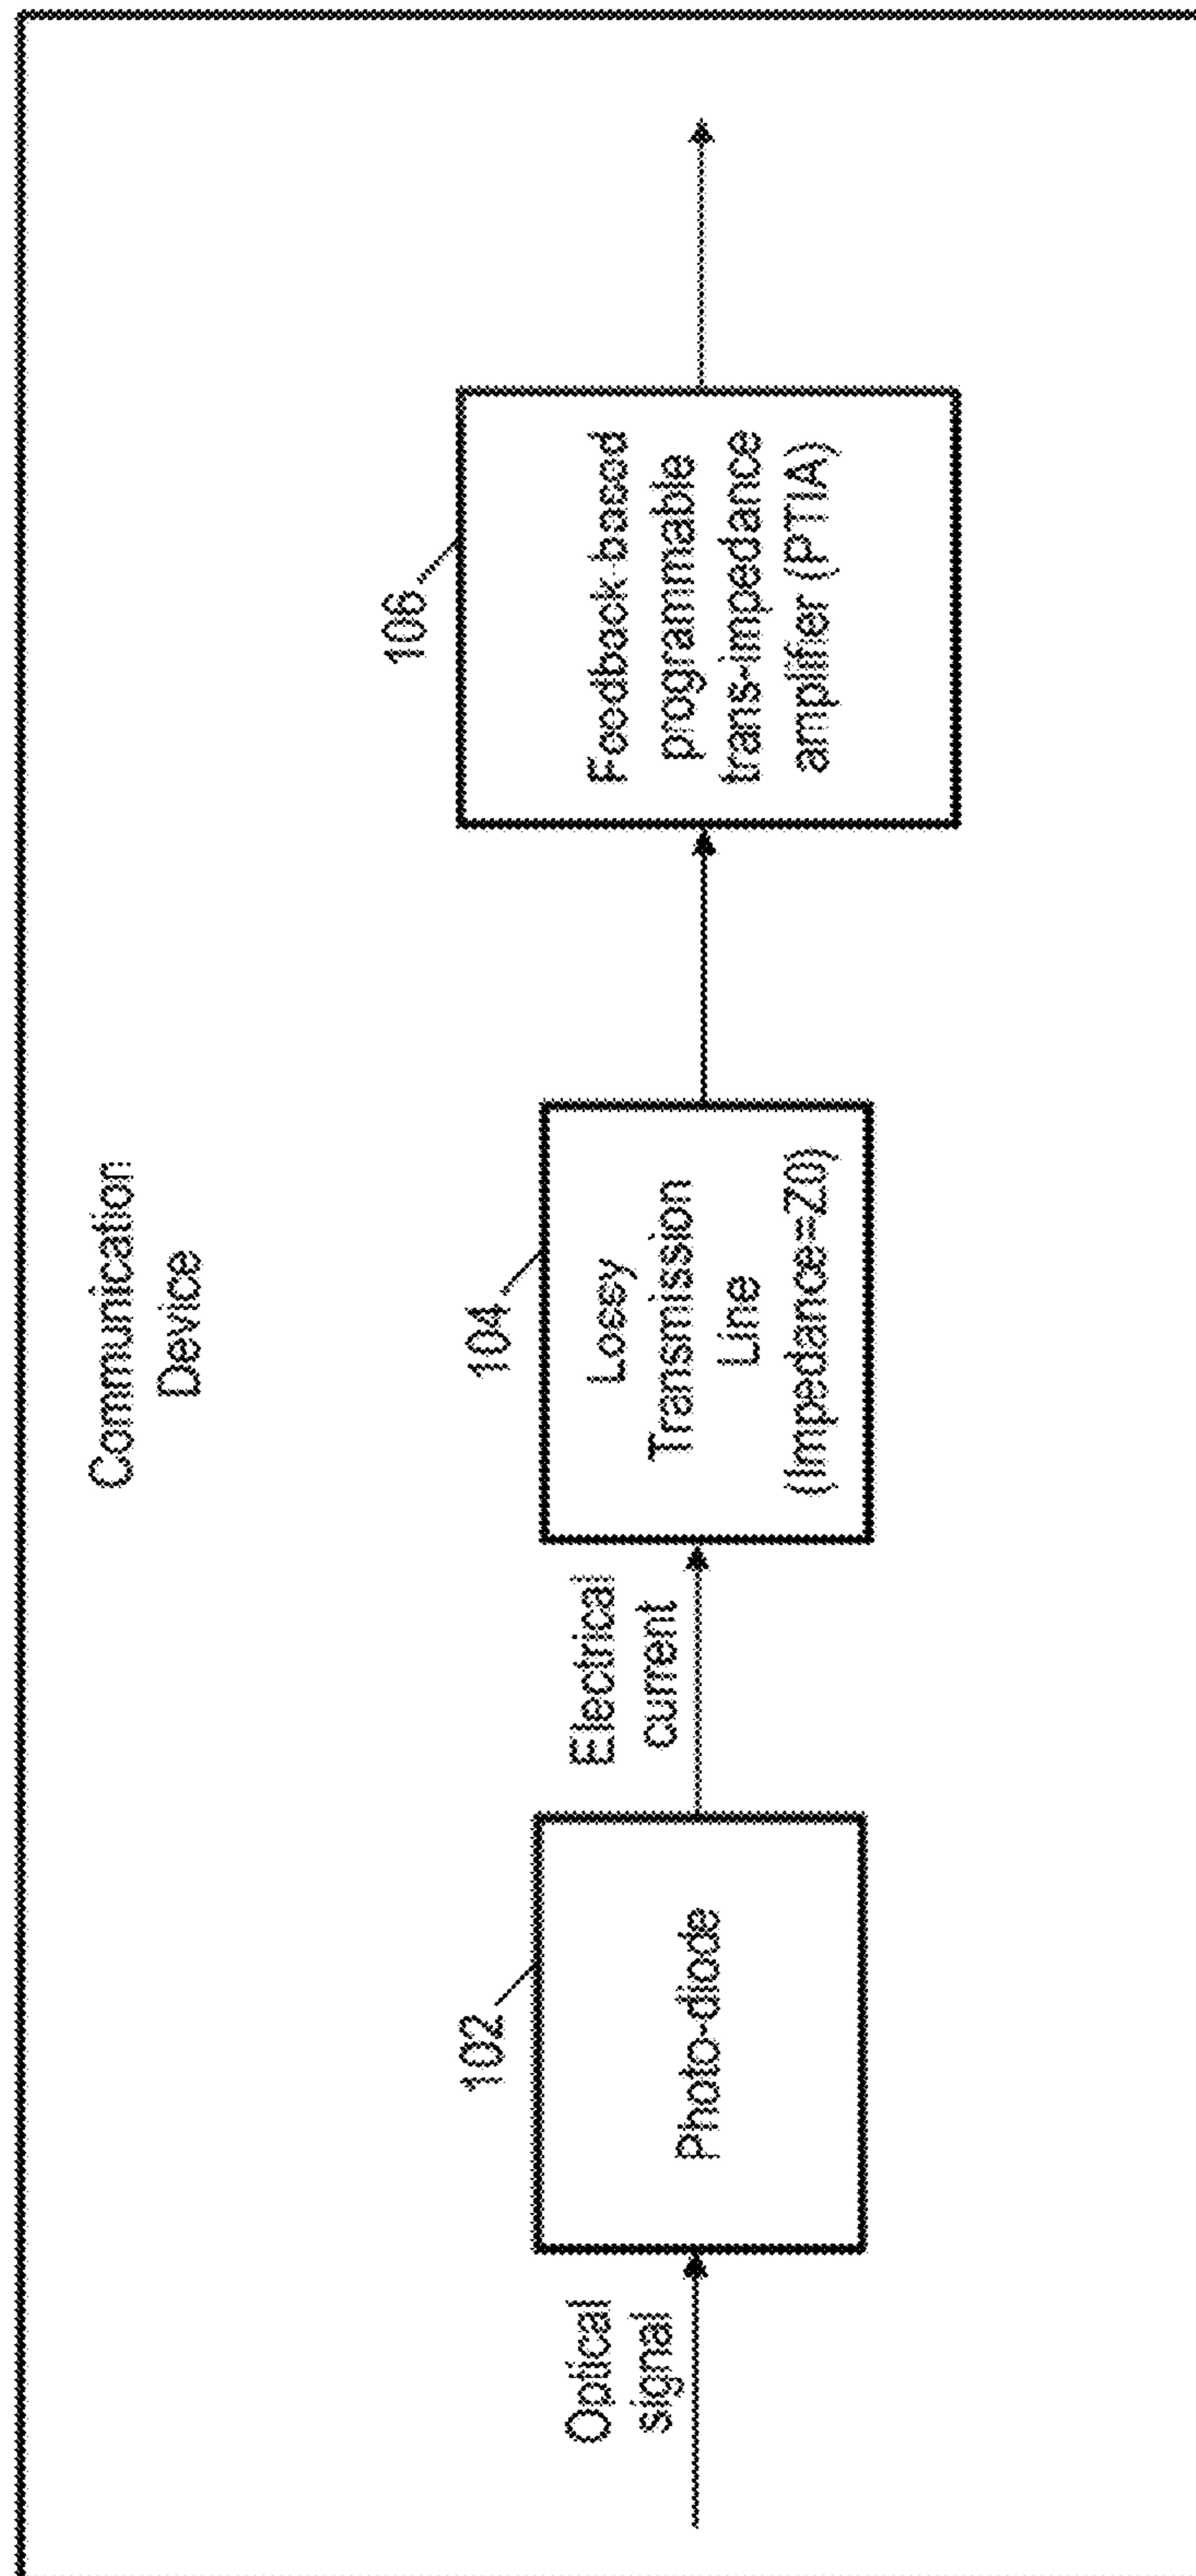 Communication
Device
Optical
signal
102
Photo-diode
Electrical
current
104
Lossy
Transmission
Line
(Impedance=Z0)
106
Feedback-based
programmable
trans-impedance
amplifier (PTIA)